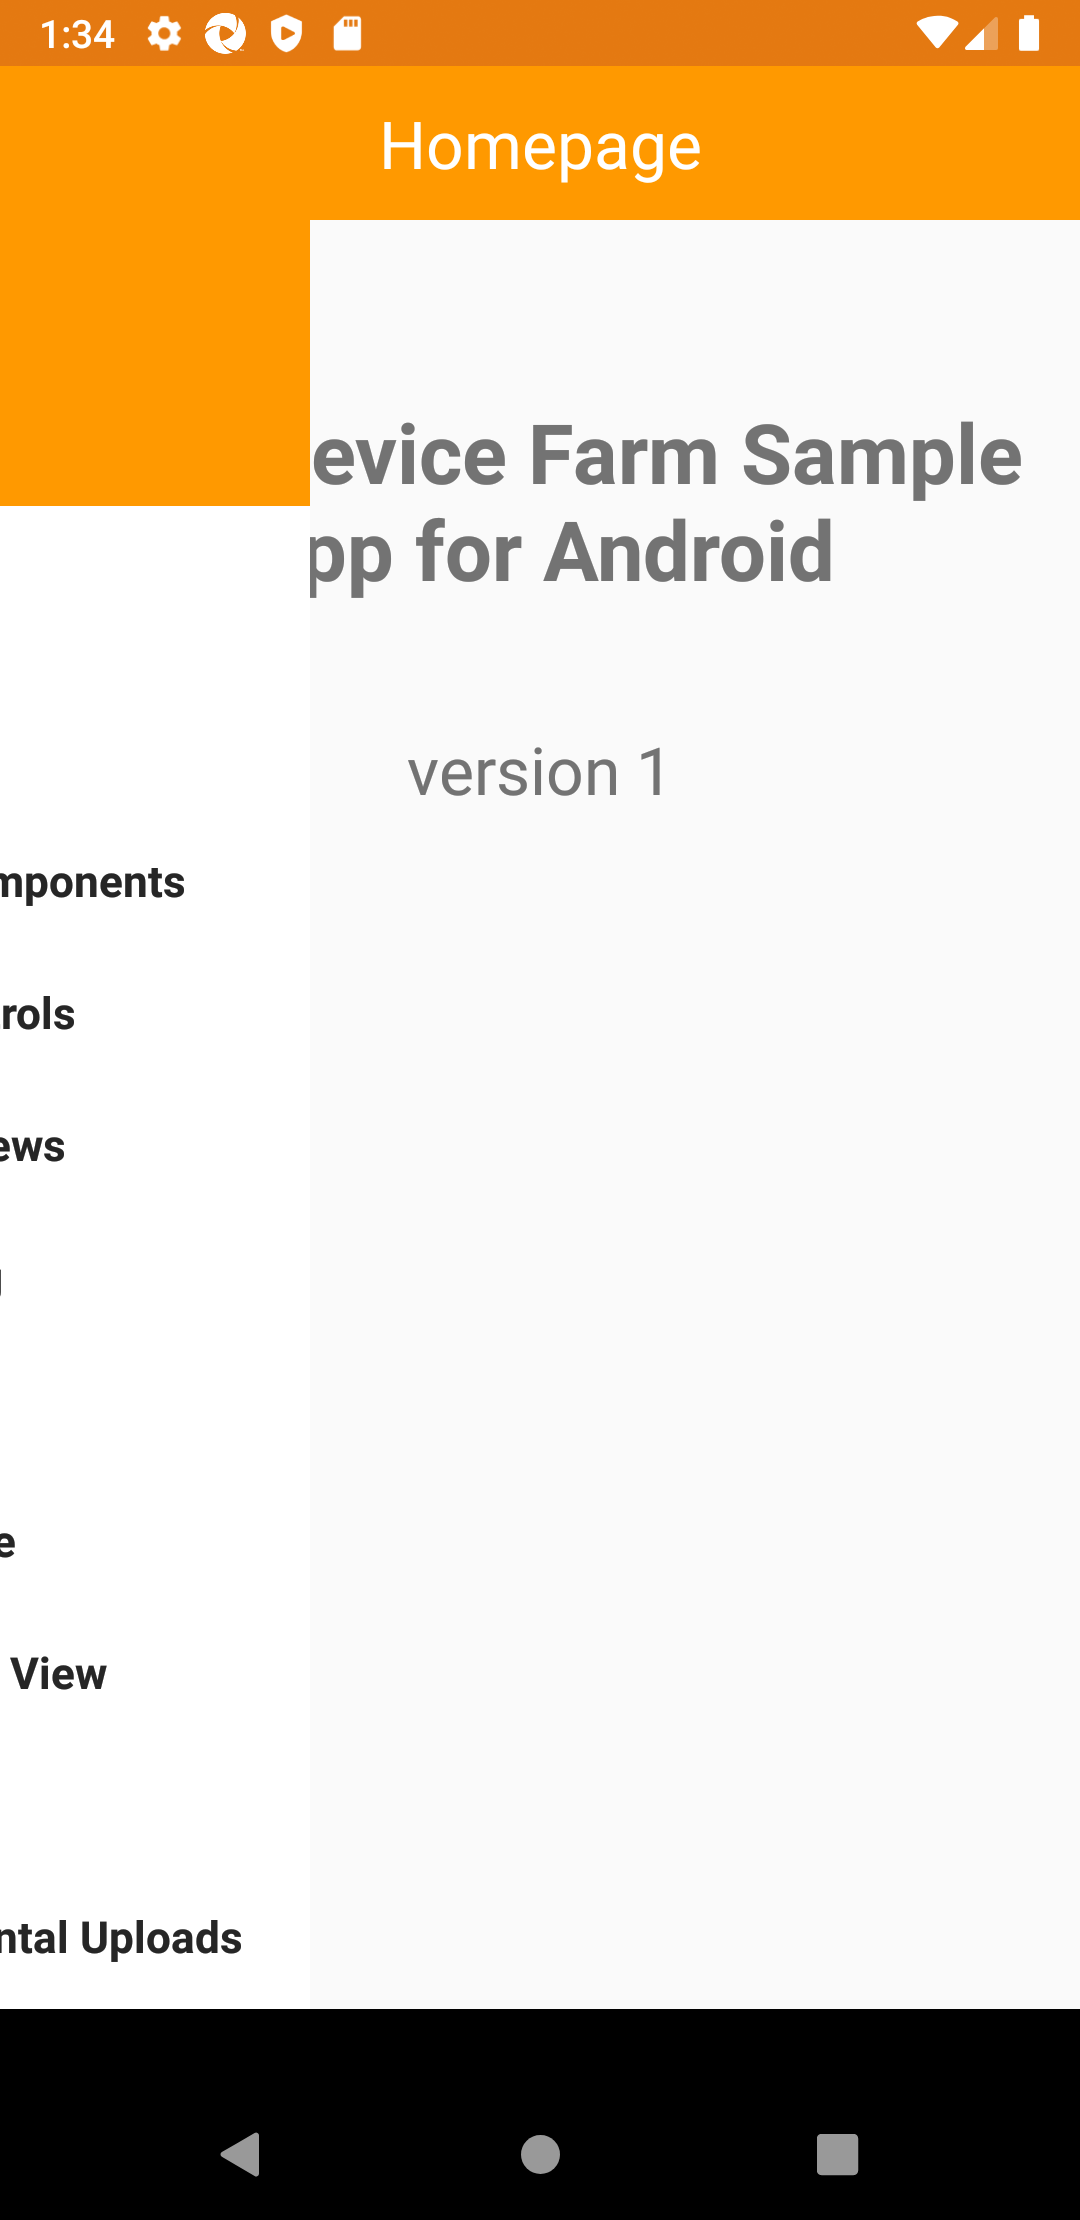 1:34
Homepage
evice Farm Sample
pp for Android
version 1
mponents
rols
ews
e
View
ntal Uploads